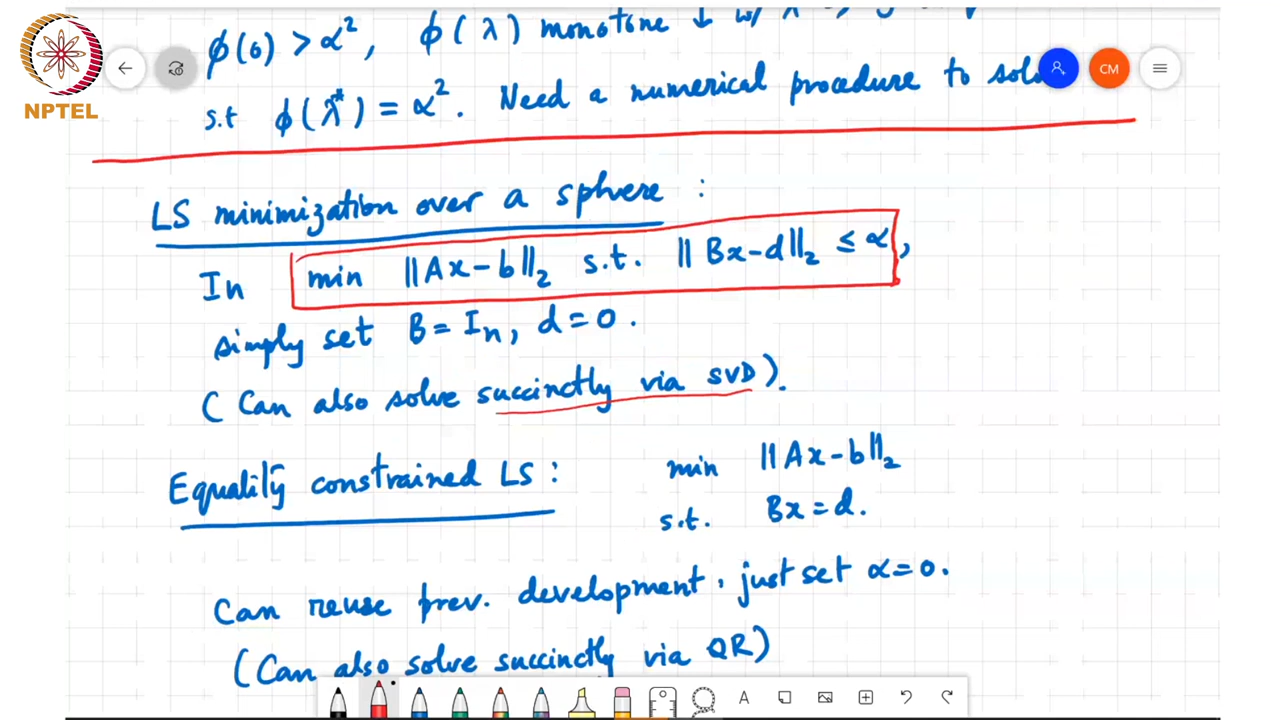 φ(0) > α², φ(λ) monotone ↓ w/ λ
NPTEL
CM
s.t φ(λ*) = α². Need a numerical procedure to
LS minimization over a sphere :
In min ||Ax-b||₂ s.t. ||Bx-d||₂ ≤ α,
simply set B = Iₙ, d=0.
( Can also solve succinctly via SVD).
Equality constrained LS :
min ||Ax-b||₂
s.t. Bx=d.
Can reuse prev. development, just set α=0.
(Can also solve succinctly via QR)
A